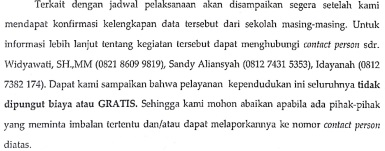 Terkait dengan jadwal pelaksanaan akan disampaikan segera setelah kami
mendapat konfirmasi kelengkapan data tersebut dari sekolah masing-masing. Untuk
informasi lebih lanjut tentang kegiatan tersebut dapat menghubungi contact person sdr.
Widyawati, SH.,MM (0821 8609 9819), Sandy Aliansyah (0812 7431 5353), Idayanah (0812
7382 174). Dapat kami sampaikan bahwa pelayanan kependudukan ini seluruhnya tidak
dipungut biaya atau GRATIS. Sehingga kami mohon abaikan apabila ada pihak-pihak
yang meminta imbalan tertentu dan/atau dapat melaporkannya ke nomor contact person
diatas.